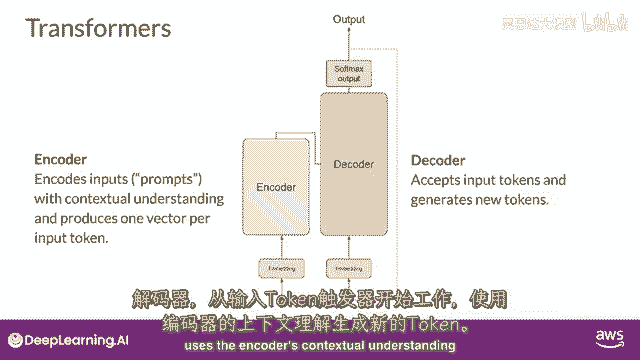 Transformers
Output
Softmax
output
Encoder
Encodes inputs (“prompts”)
with contextual understanding
and produces one vector per
input token.
Encoder
Decoder
Decoder
Accepts input tokens and
generates new tokens.
Embedding
Embedding
解码器，从输入Token触发器开始工作，使用
编码器的上下文理解生成新的Token。
uses the encoder's contextual understanding
DeepLearning.AI
aws